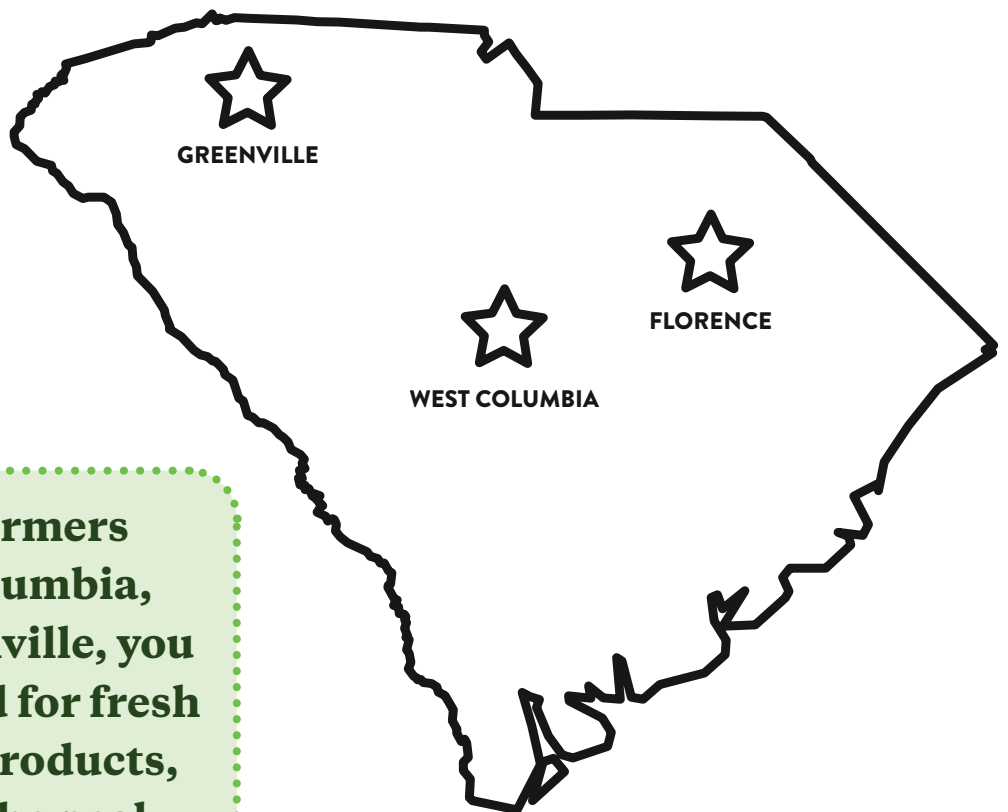 GREENVILLE
FLORENCE
WEST COLUMBIA
rmers
umbia,
ville, you
for fresh
roducts,